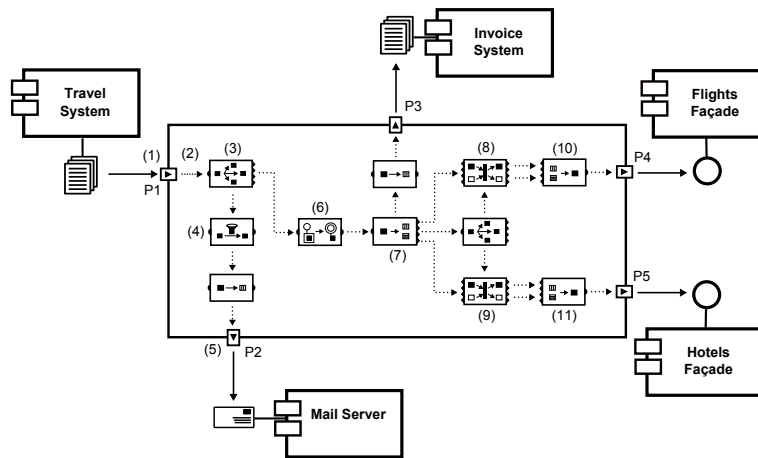 Invoice
System
Travel
System
Flights
Façade
P3
(1)
(2)
(3)
(8)
(10)
P4
P1
(4)
(6)
(7)
P5
(9)
(11)
(5)
P2
Hotels
Façade
Mail Server